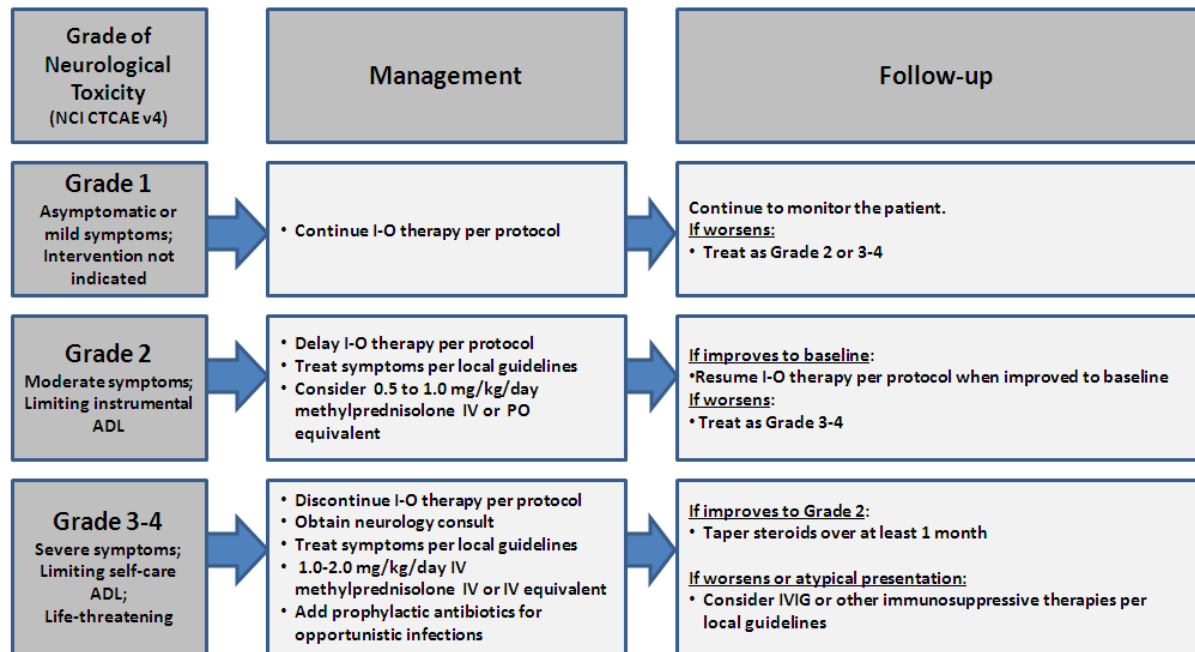 Grade of
Neurological
Toxicity
(NCI CTCAE v4)
Management
Follow-up
Grade 1
Asymptomatic or
mild symptoms;
Intervention not
indicated
• Continue I-O therapy per protocol
Continue to monitor the patient.
If worsens:
• Treat as Grade 2 or 3-4
Grade 2
Moderate symptoms;
Limiting instrumental
ADL
• Delay I-O therapy per protocol
• Treat symptoms per local guidelines
• Consider 0.5 to 1.0 mg/kg/day
methylprednisolone IV or PO
equivalent
If improves to baseline:
•Resume I-O therapy per protocol when improved to baseline
If worsens:
• Treat as Grade 3-4
Grade 3-4
Severe symptoms;
Limiting self-care
ADL;
Life-threatening
• Discontinue I-O therapy per protocol
• Obtain neurology consult
• Treat symptoms per local guidelines
• 1.0-2.0 mg/kg/day IV
methylprednisolone IV or IV equivalent
• Add prophylactic antibiotics for
opportunistic infections
If improves to Grade 2:
• Taper steroids over at least 1 month
If worsens or atypical presentation:
• Consider IVIG or other immunosuppressive therapies per
local guidelines